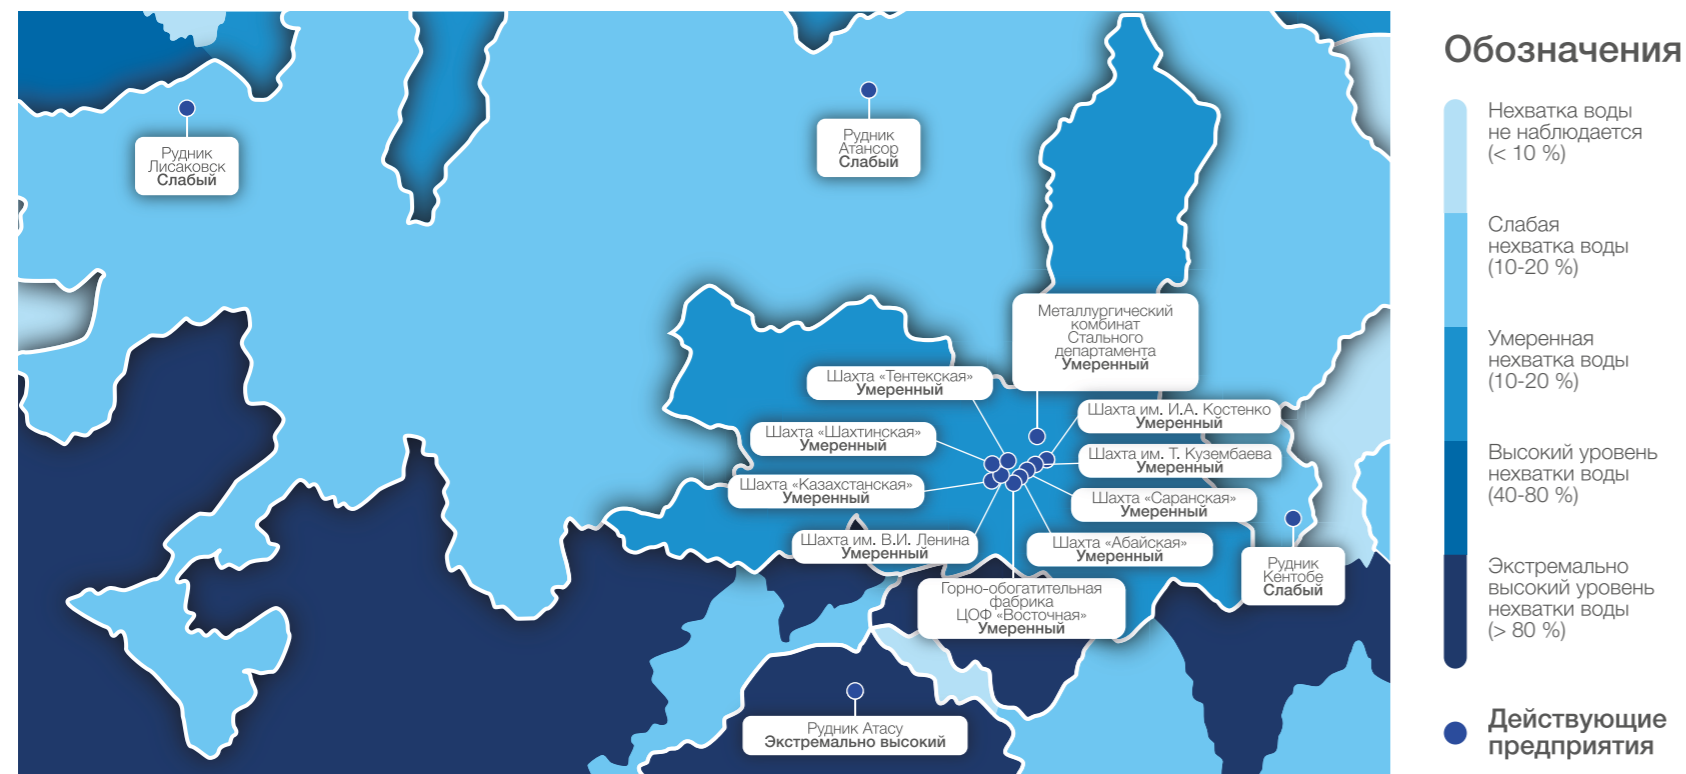 Рудник
Лисаковск
Слабый
Рудник
Атансор
Слабый
Металлургический
комбинат
Стального
департамента
Умеренный
Шахта «Тентекская»
Умеренный
Шахта им. И.А. Костенко
Умеренный
Шахта «Шахтинская»
Умеренный
Шахта им. Т. Кузембаева
Умеренный
Шахта «Казахстанская»
Умеренный
Шахта «Саранская»
Умеренный
Шахта им. В.И. Ленина
Умеренный
Шахта «Абайская»
Умеренный
Рудник
Кентобе
Слабый
Горно-обогатительная
фабрика
ЦОФ «Восточная»
Умеренный
Рудник Атасу
Экстремально высокий
Обозначения
Нехватка воды
не наблюдается
(< 10 %)
Слабая
нехватка воды
(10-20 %)
Умеренная
нехватка воды
(10-20 %)
Высокий уровень
нехватки воды
(40-80 %)
Экстремально
высокий уровень
нехватки воды
(> 80 %)
Действующие
предприятия